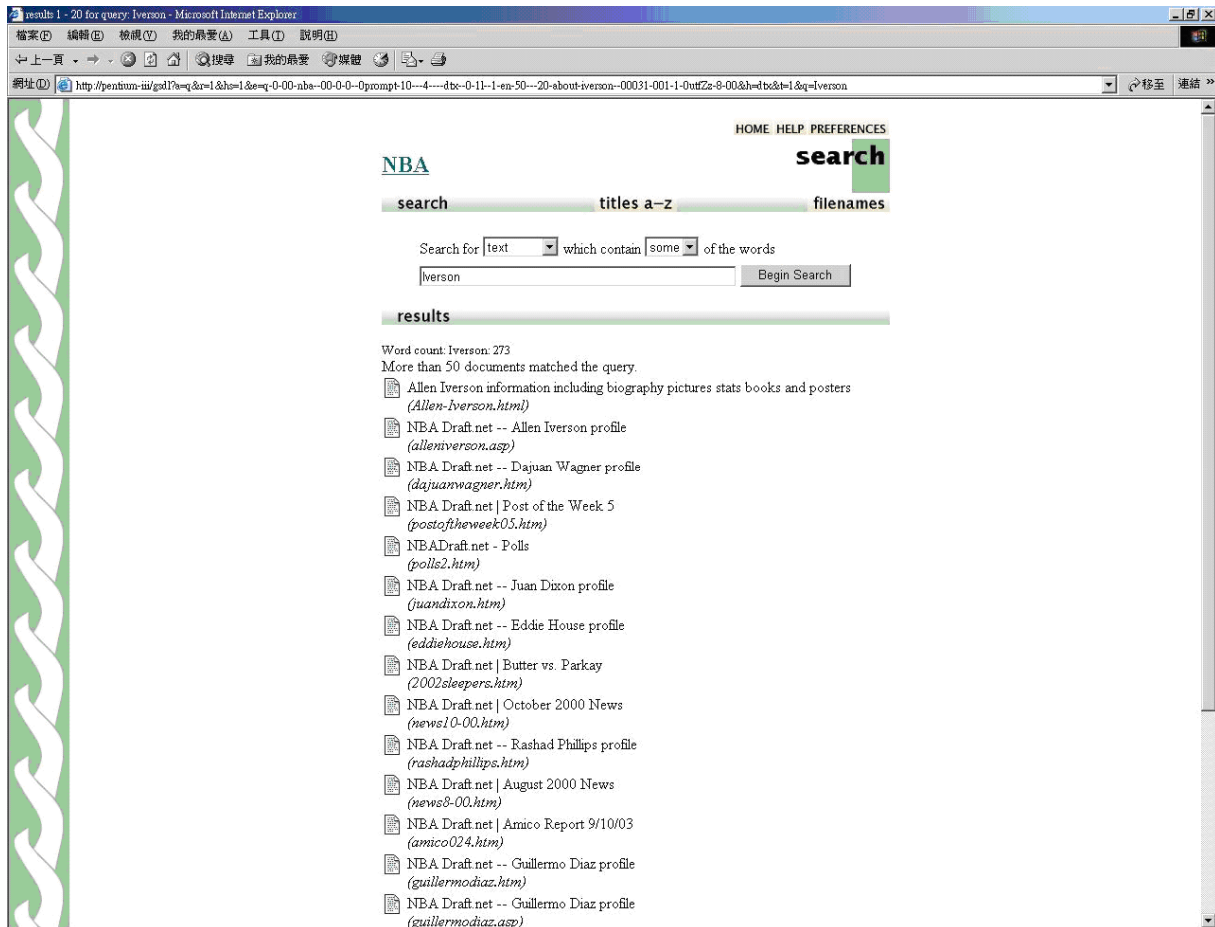 results 1 - 20 for query: Iverson - Microsoft Internet Explorer
檔案(F) 編輯(E) 檢視(V) 我的最愛(A) 工具(T) 說明(H)
上一頁 搜尋 我的最愛 媒體
網址(D) http://pentium-iii/gsdl?a=q&r=1&hs=1&e=q-0-00-nba--00-0-0--0prompt-10---4----dtx--0-1l--1-en-50---20-about-iverson--00031-001-1-0utfZz-8-00&h=dtx&t=1&q=Iverson 移至 連結 »
HOME HELP PREFERENCES
NBA search
search titles a–z filenames
Search for text which contain some of the words
Iverson Begin Search
results
Word count: Iverson: 273
More than 50 documents matched the query.
Allen Iverson information including biography pictures stats books and posters
(Allen-Iverson.html)
NBA Draft.net -- Allen Iverson profile
(alleniverson.asp)
NBA Draft.net -- Dajuan Wagner profile
(dajuanwagner.htm)
NBA Draft.net | Post of the Week 5
(postoftheweek05.htm)
NBADraft.net - Polls
(polls2.htm)
NBA Draft.net -- Juan Dixon profile
(juandixon.htm)
NBA Draft.net -- Eddie House profile
(eddiehouse.htm)
NBA Draft.net | Butter vs. Parkay
(2002sleepers.htm)
NBA Draft.net | October 2000 News
(news10-00.htm)
NBA Draft.net -- Rashad Phillips profile
(rashadphillips.htm)
NBA Draft.net | August 2000 News
(news8-00.htm)
NBA Draft.net | Amico Report 9/10/03
(amico024.htm)
NBA Draft.net -- Guillermo Diaz profile
(guillermodiaz.htm)
NBA Draft.net -- Guillermo Diaz profile
(guillermodiaz.asp)